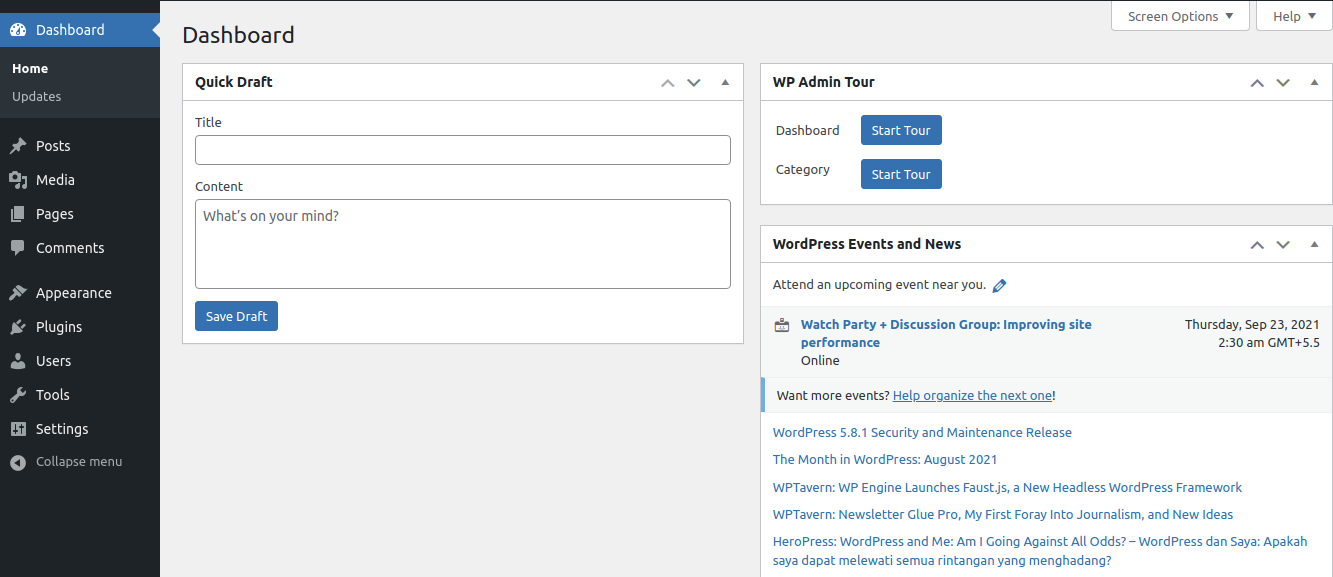 Dashboard
Home
Updates
Posts
Media
Pages
Comments
Appearance
Plugins
Users
Tools
Settings
Collapse menu
Screen Options
Help
Dashboard
Quick Draft
Title
Content
What's on your mind?
Save Draft
WP Admin Tour
Dashboard
Start Tour
Category
Start Tour
WordPress Events and News
Attend an upcoming event near you.
Watch Party + Discussion Group: Improving site
performance
Online
Thursday, Sep 23, 2021
2:30 am GMT+5.5
Want more events? Help organize the next one!
WordPress 5.8.1 Security and Maintenance Release
The Month in WordPress: August 2021
WPTavern: WP Engine Launches Faust.js, a New Headless WordPress Framework
WPTavern: Newsletter Glue Pro, My First Foray Into Journalism, and New Ideas
HeroPress: WordPress and Me: Am I Going Against All Odds? – WordPress dan Saya: Apakah
saya dapat melewati semua rintangan yang menghadang?